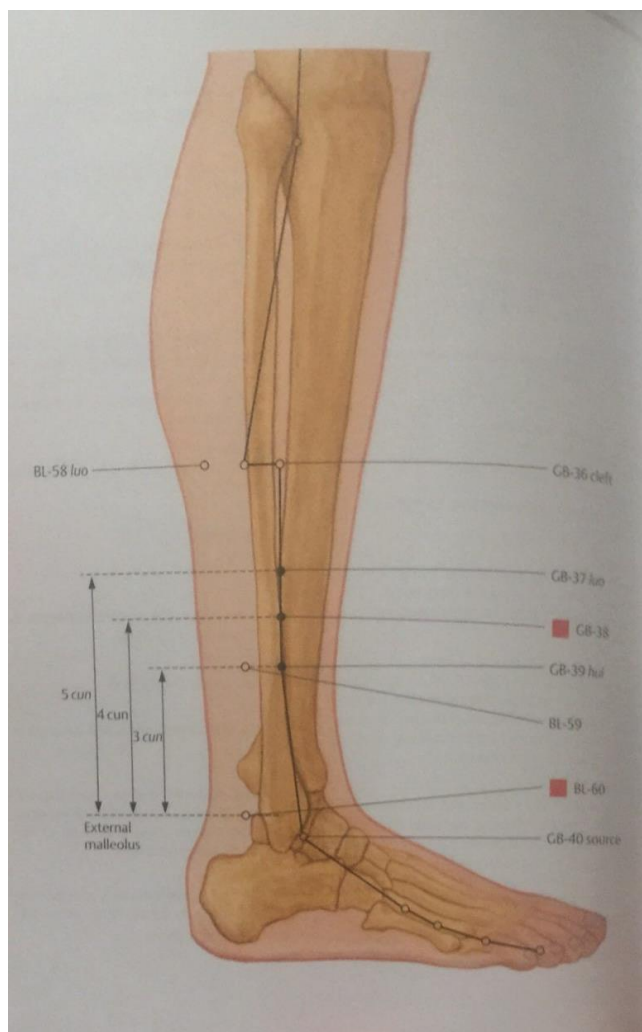 BL-58 luo
GB-36 cleft
GB-37 luo
GB-38
GB-39 hui
5 cun
4 cun
3 cun
BL-59
BL-60
External
malleolus
GB-40 source